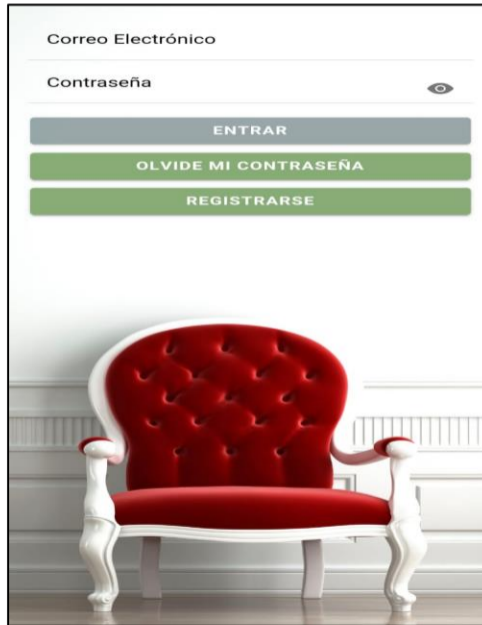 Correo Electrónico
Contraseña
ENTRAR
OLVIDE MI CONTRASEÑA
REGISTRARSE